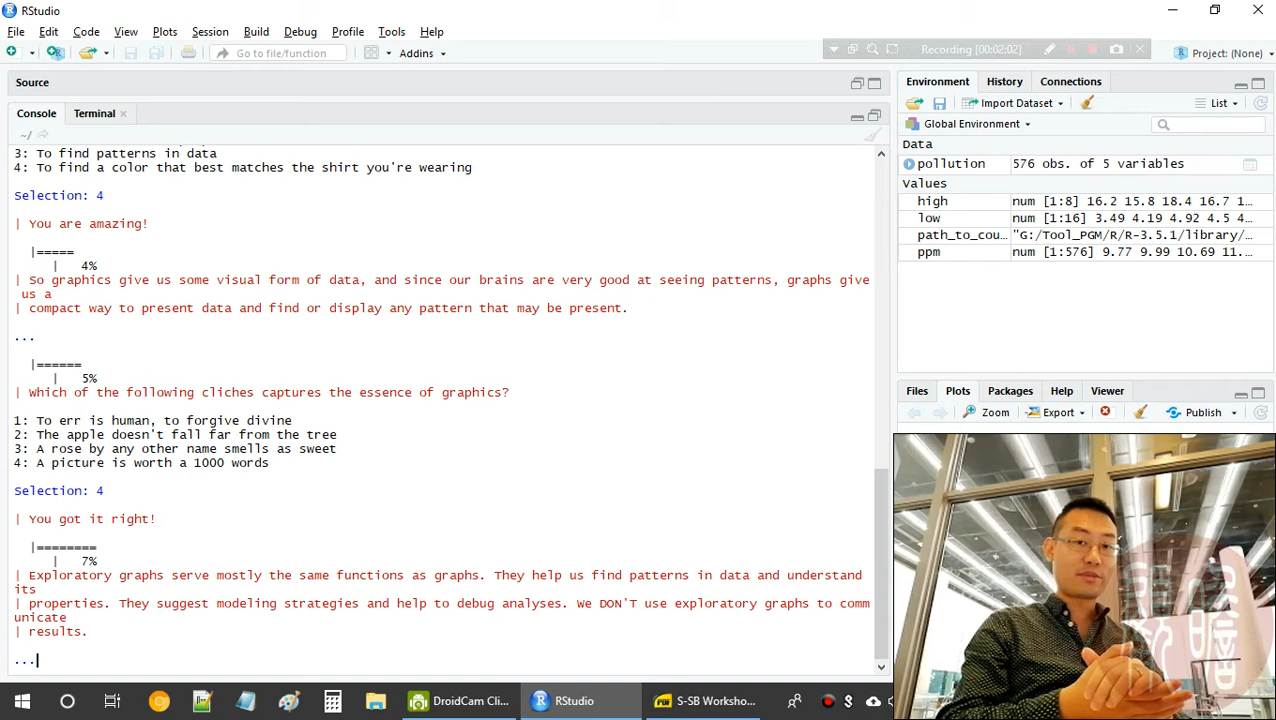 RStudio
File Edit Code View Plots Session Build Debug Profile Tools Help
Go to file/function Addins Recording [00:02:02] Project: (None)
Source
Console Terminal
~/
3: To find patterns in data
4: To find a color that best matches the shirt you're wearing
Selection: 4
| You are amazing!
|=====
| 4%
| So graphics give us some visual form of data, and since our brains are very good at seeing patterns, graphs give
us a
| compact way to present data and find or display any pattern that may be present.
...
|======
| 5%
| Which of the following cliches captures the essence of graphics?
1: To err is human, to forgive divine
2: The apple doesn't fall far from the tree
3: A rose by any other name smells as sweet
4: A picture is worth a 1000 words
Selection: 4
| You got it right!
|========
| 7%
| Exploratory graphs serve mostly the same functions as graphs. They help us find patterns in data and understand
its
| properties. They suggest modeling strategies and help to debug analyses. We DON'T use exploratory graphs to comm
unicate
| results.
...
Environment History Connections
Import Dataset List
Global Environment
Data
pollution 576 obs. of 5 variables
Values
high num [1:8] 16.2 15.8 18.4 16.7 1...
low num [1:16] 3.49 4.19 4.92 4.5 4...
path_to_cou... "G:/Tool_PGM/R/R-3.5.1/library/...
ppm num [1:576] 9.77 9.99 10.69 11....
Files Plots Packages Help Viewer
Zoom Export Publish
DroidCam Cli... RStudio S-SB Worksho...